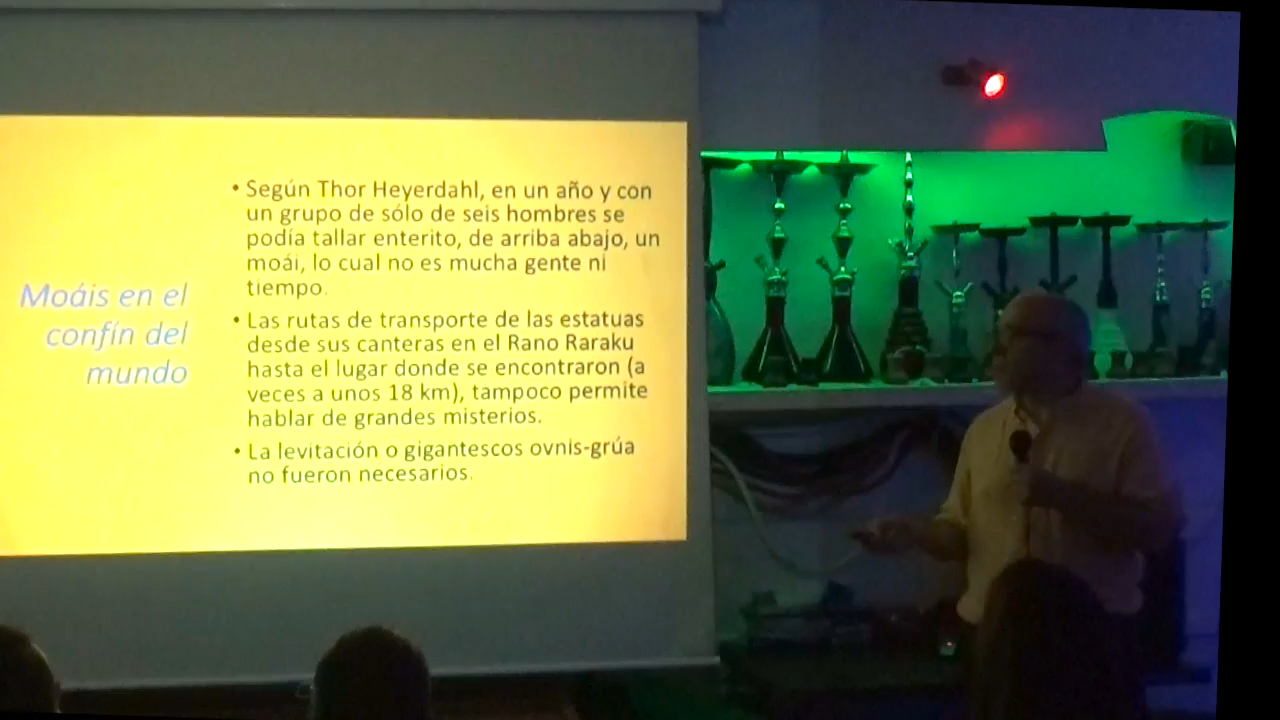 Moáis en el
confín del
mundo
• Según Thor Heyerdahl, en un año y con
un grupo de sólo de seis hombres se
podía tallar enterito, de arriba abajo, un
moái, lo cual no es mucha gente ni
tiempo.
• Las rutas de transporte de las estatuas
desde sus canteras en el Rano Raraku
hasta el lugar donde se encontraron (a
veces a unos 18 km), tampoco permite
hablar de grandes misterios.
• La levitación o gigantescos ovnis-grúa
no fueron necesarios.